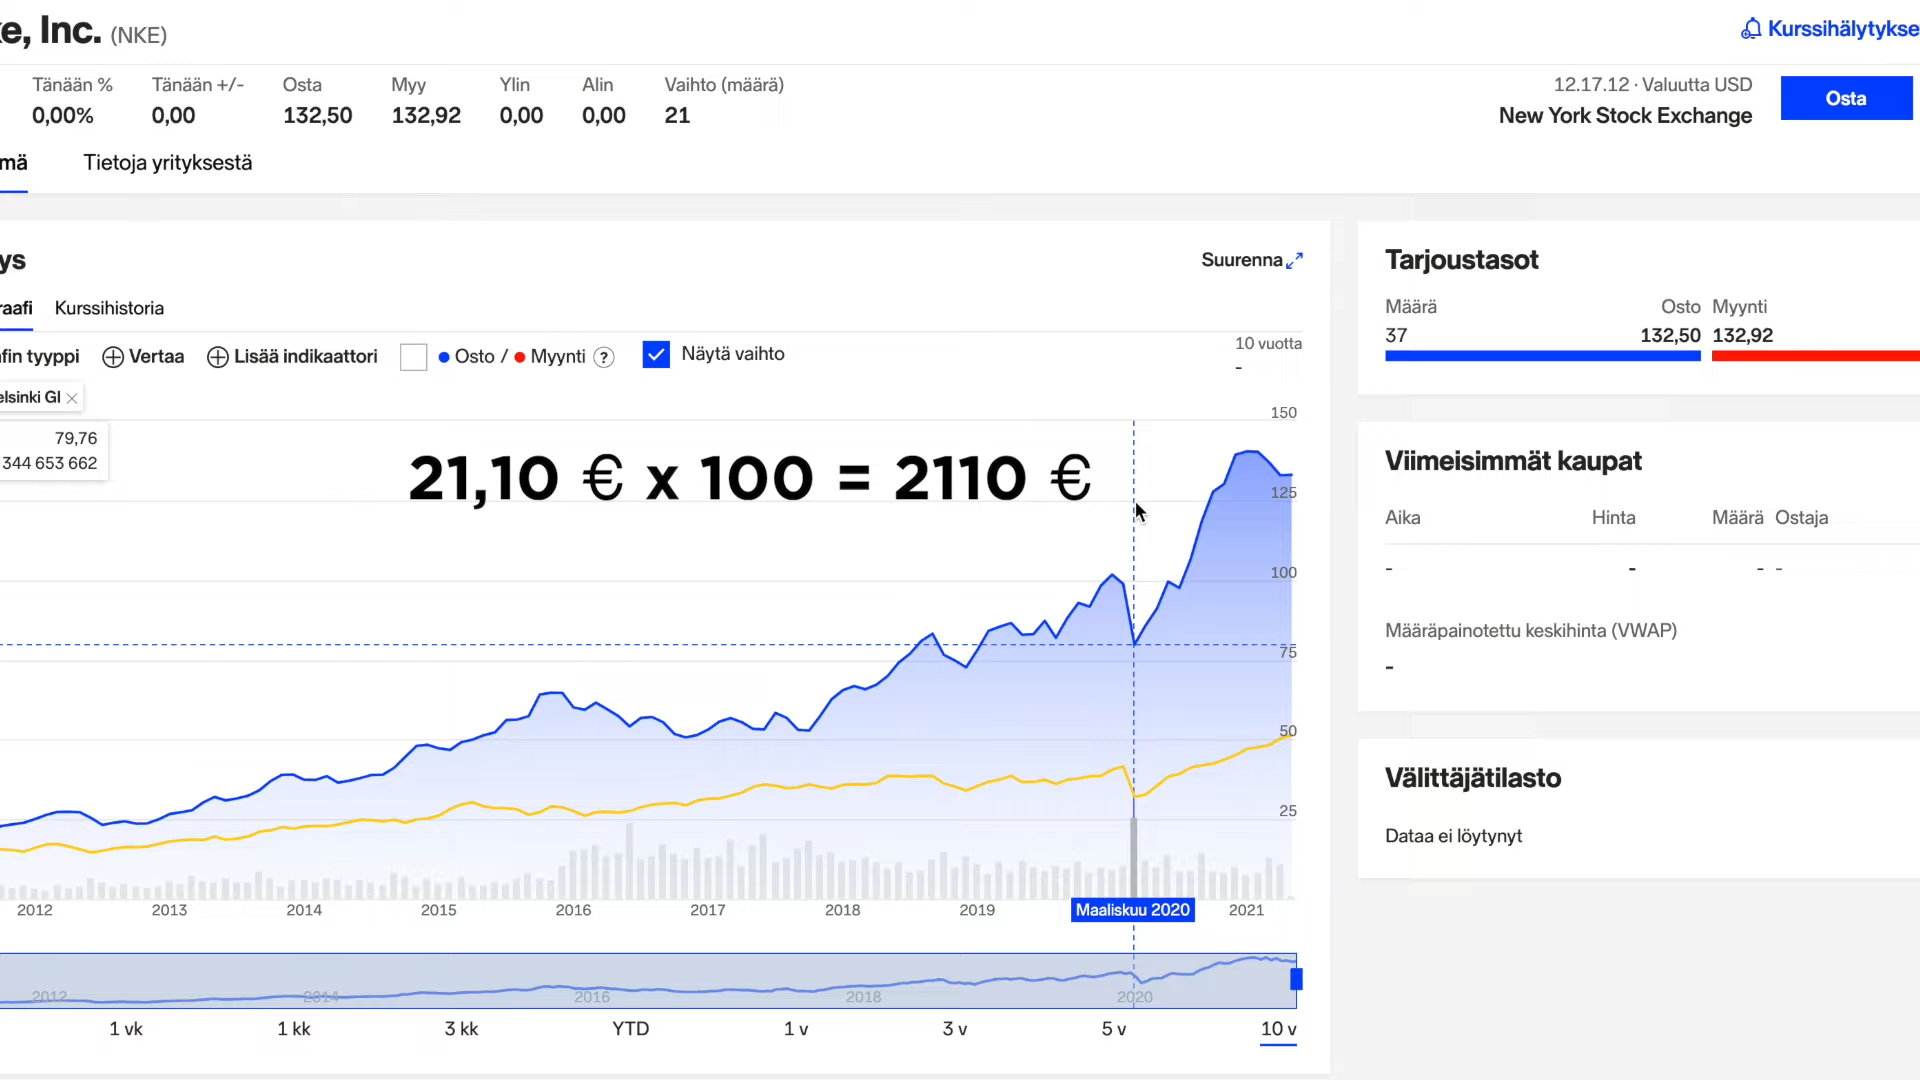 ke, Inc. (NKE)
Kurssihälytykse
Tänään % Tänään +/- Osta Myy Ylin Alin Vaihto (määrä)
0,00% 0,00 132,50 132,92 0,00 0,00 21
12.17.12 · Valuutta USD
New York Stock Exchange
Osta
mä Tietoja yrityksestä
ys
Suurenna
raafi Kurssihistoria
fin tyyppi Vertaa Lisää indikaattori Osto / Myynti ? Näytä vaihto
10 vuotta
-
elsinki GI
79,76
344 653 662
21,10 € x 100 = 2110 €
150
125
100
75
50
25
2012 2013 2014 2015 2016 2017 2018 2019 Maaliskuu 2020 2021
2012 2014 2016 2018 2020
1 vk 1 kk 3 kk YTD 1 v 3 v 5 v 10 v
Tarjoustasot
Määrä Osto Myynti
37 132,50 132,92
Viimeisimmät kaupat
Aika Hinta Määrä Ostaja
- - - -
Määräpainotettu keskihinta (VWAP)
-
Välittäjätilasto
Dataa ei löytynyt